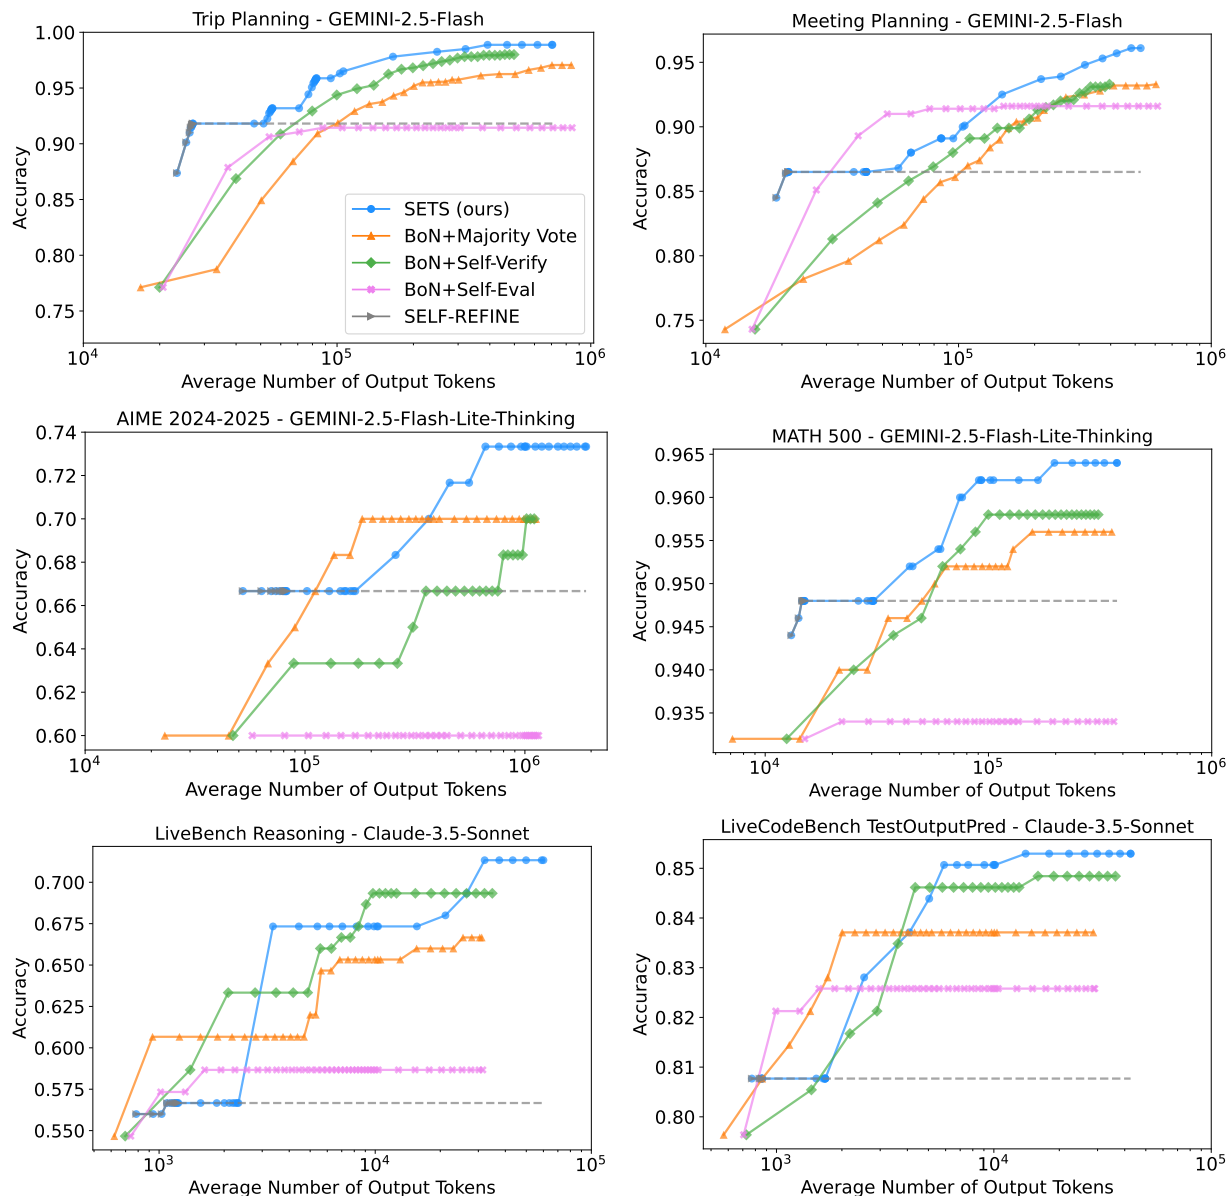 Trip Planning - GEMINI-2.5-Flash
1.00
0.95
0.90
0.85
0.80
0.75
Accuracy
10^4
10^5
10^6
Average Number of Output Tokens
SETS (ours)
BoN+Majority Vote
BoN+Self-Verify
BoN+Self-Eval
SELF-REFINE
Meeting Planning - GEMINI-2.5-Flash
0.95
0.90
0.85
0.80
0.75
Accuracy
10^4
10^5
10^6
Average Number of Output Tokens
AIME 2024-2025 - GEMINI-2.5-Flash-Lite-Thinking
0.74
0.72
0.70
0.68
0.66
0.64
0.62
0.60
Accuracy
10^4
10^5
10^6
Average Number of Output Tokens
MATH 500 - GEMINI-2.5-Flash-Lite-Thinking
0.965
0.960
0.955
0.950
0.945
0.940
0.935
Accuracy
10^4
10^5
10^6
Average Number of Output Tokens
LiveBench Reasoning - Claude-3.5-Sonnet
0.700
0.675
0.650
0.625
0.600
0.575
0.550
Accuracy
10^3
10^4
10^5
Average Number of Output Tokens
LiveCodeBench TestOutputPred - Claude-3.5-Sonnet
0.85
0.84
0.83
0.82
0.81
0.80
Accuracy
10^3
10^4
10^5
Average Number of Output Tokens